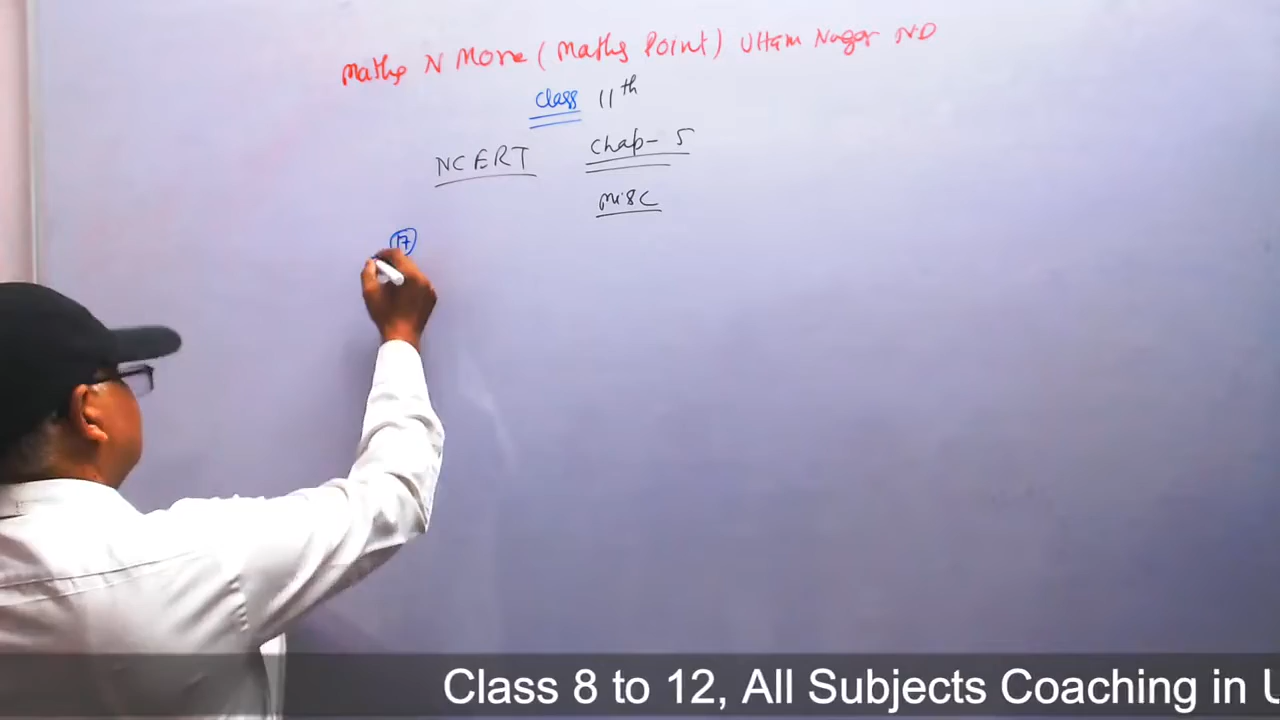 Maths N More (Maths Point) Uttam Nagar ND
Class 11th
NCERT Chap- 5
Misc
17
Class 8 to 12, All Subjects Coaching in U